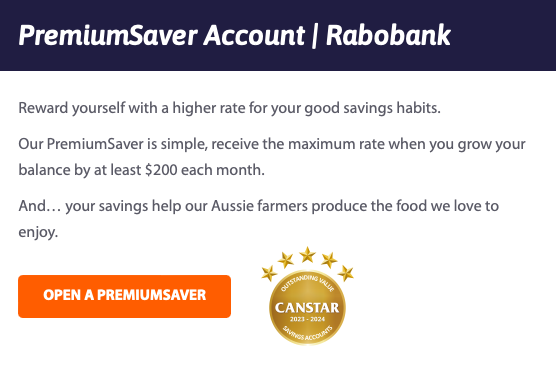 PremiumSaver Account | Rabobank
Reward yourself with a higher rate for your good savings habits.
Our PremiumSaver is simple, receive the maximum rate when you grow your
balance by at least $200 each month.
And… your savings help our Aussie farmers produce the food we love to
enjoy.
OPEN A PREMIUMSAVER
OUTSTANDING VALUE
CANSTAR
2023 - 2024
SAVINGS ACCOUNTS